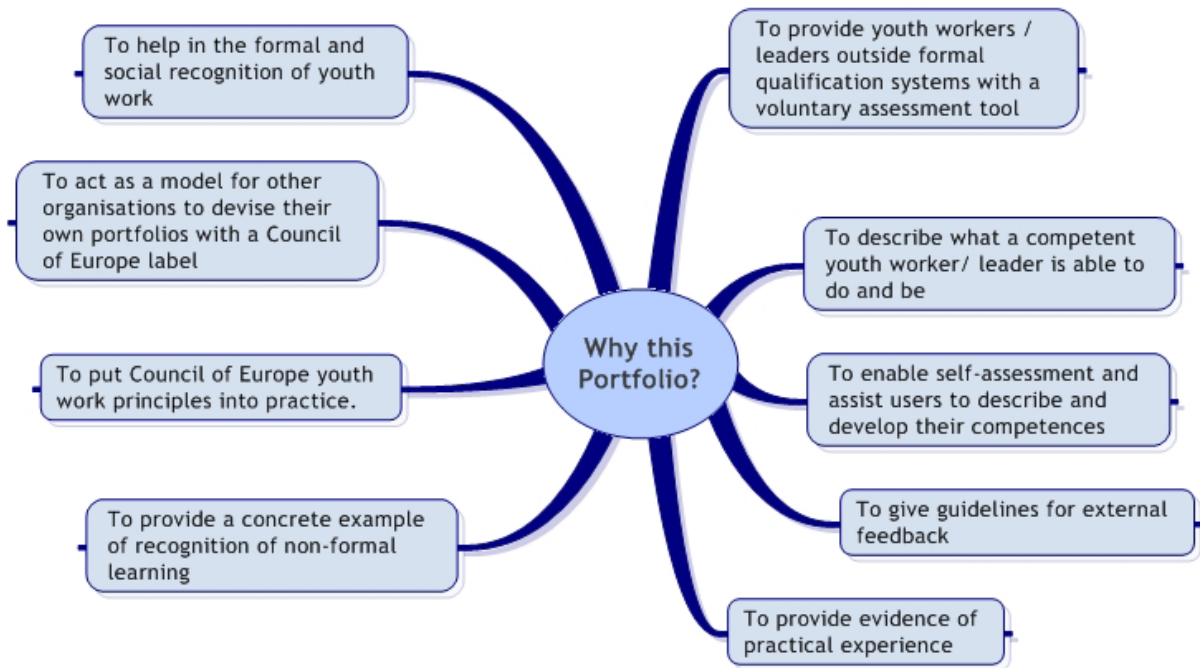 Why this
Portfolio?
To provide youth workers /
leaders outside formal
qualification systems with a
voluntary assessment tool
To describe what a competent
youth worker/ leader is able to
do and be
To enable self-assessment and
assist users to describe and
develop their competences
To give guidelines for external
feedback
To provide evidence of
practical experience
To help in the formal and
social recognition of youth
work
To act as a model for other
organisations to devise their
own portfolios with a Council
of Europe label
To put Council of Europe youth
work principles into practice.
To provide a concrete example
of recognition of non-formal
learning